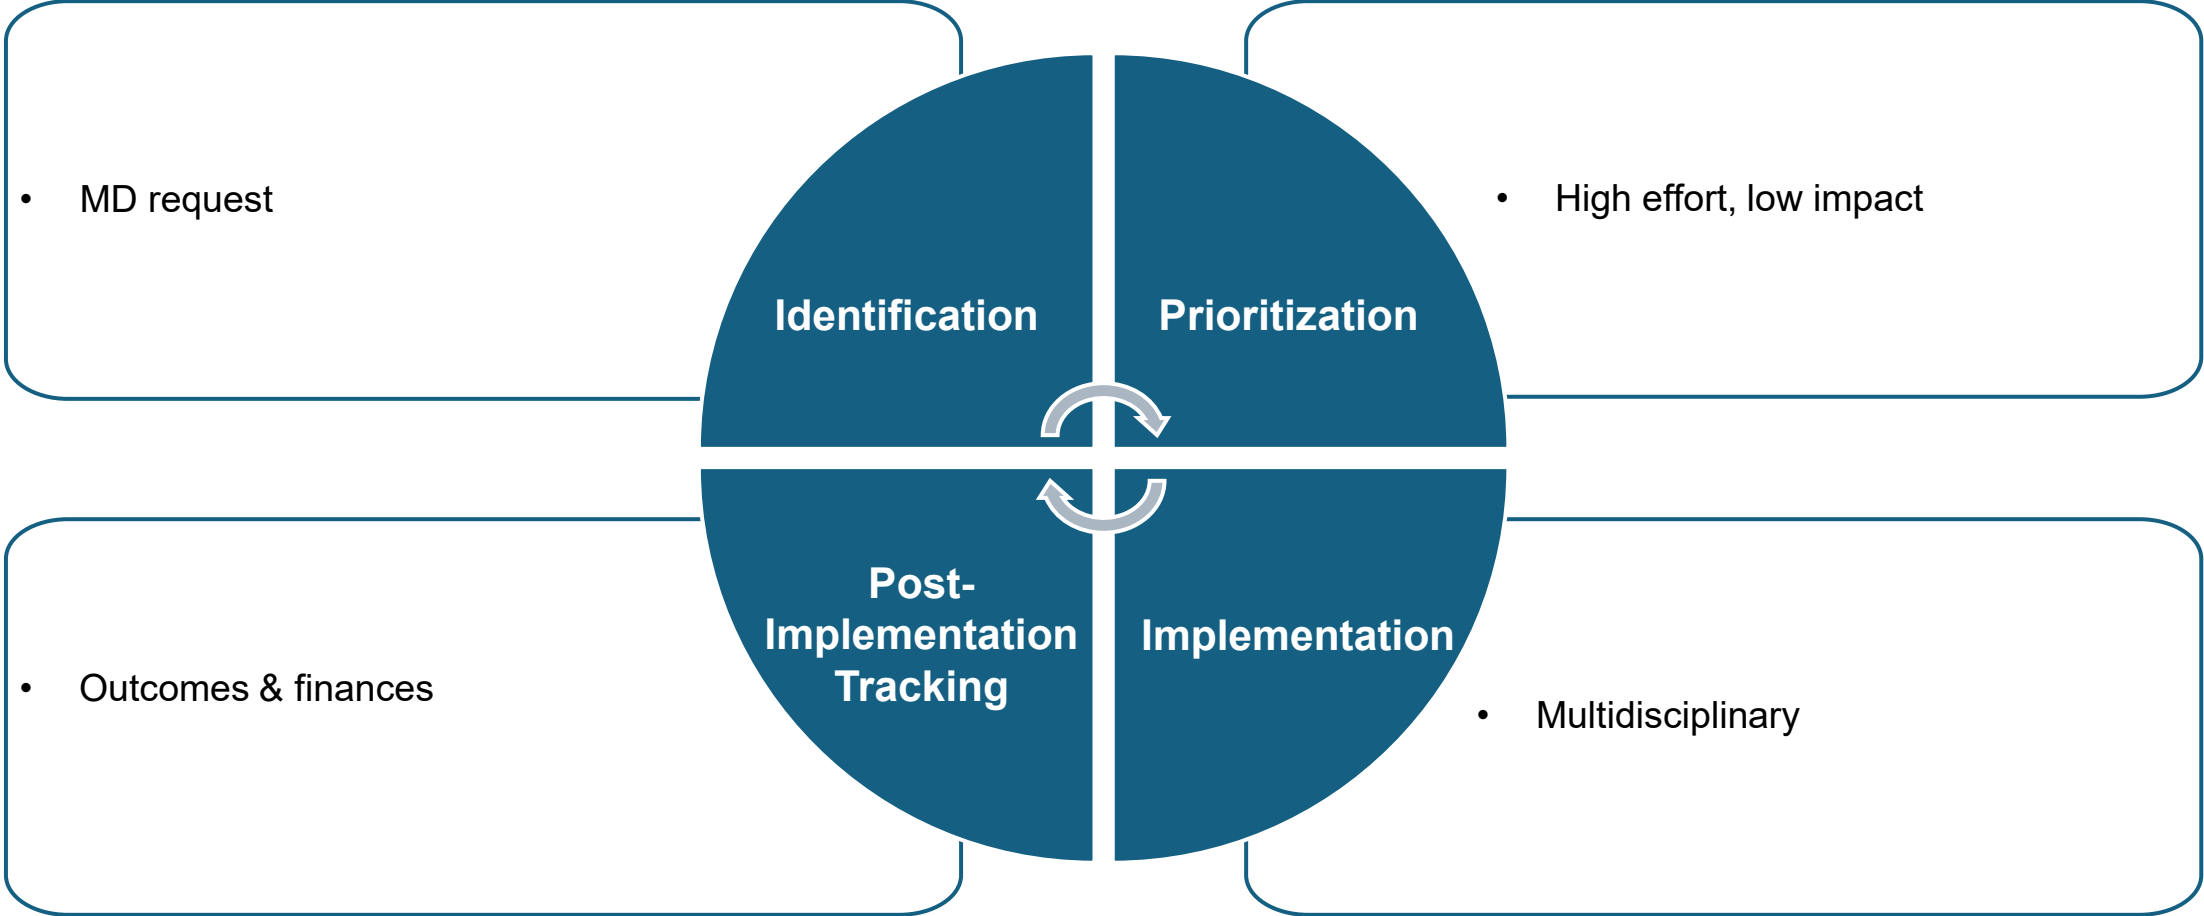 • MD request
Identification
Prioritization
• High effort, low impact
• Outcomes & finances
Post-
Implementation
Tracking
Implementation
• Multidisciplinary